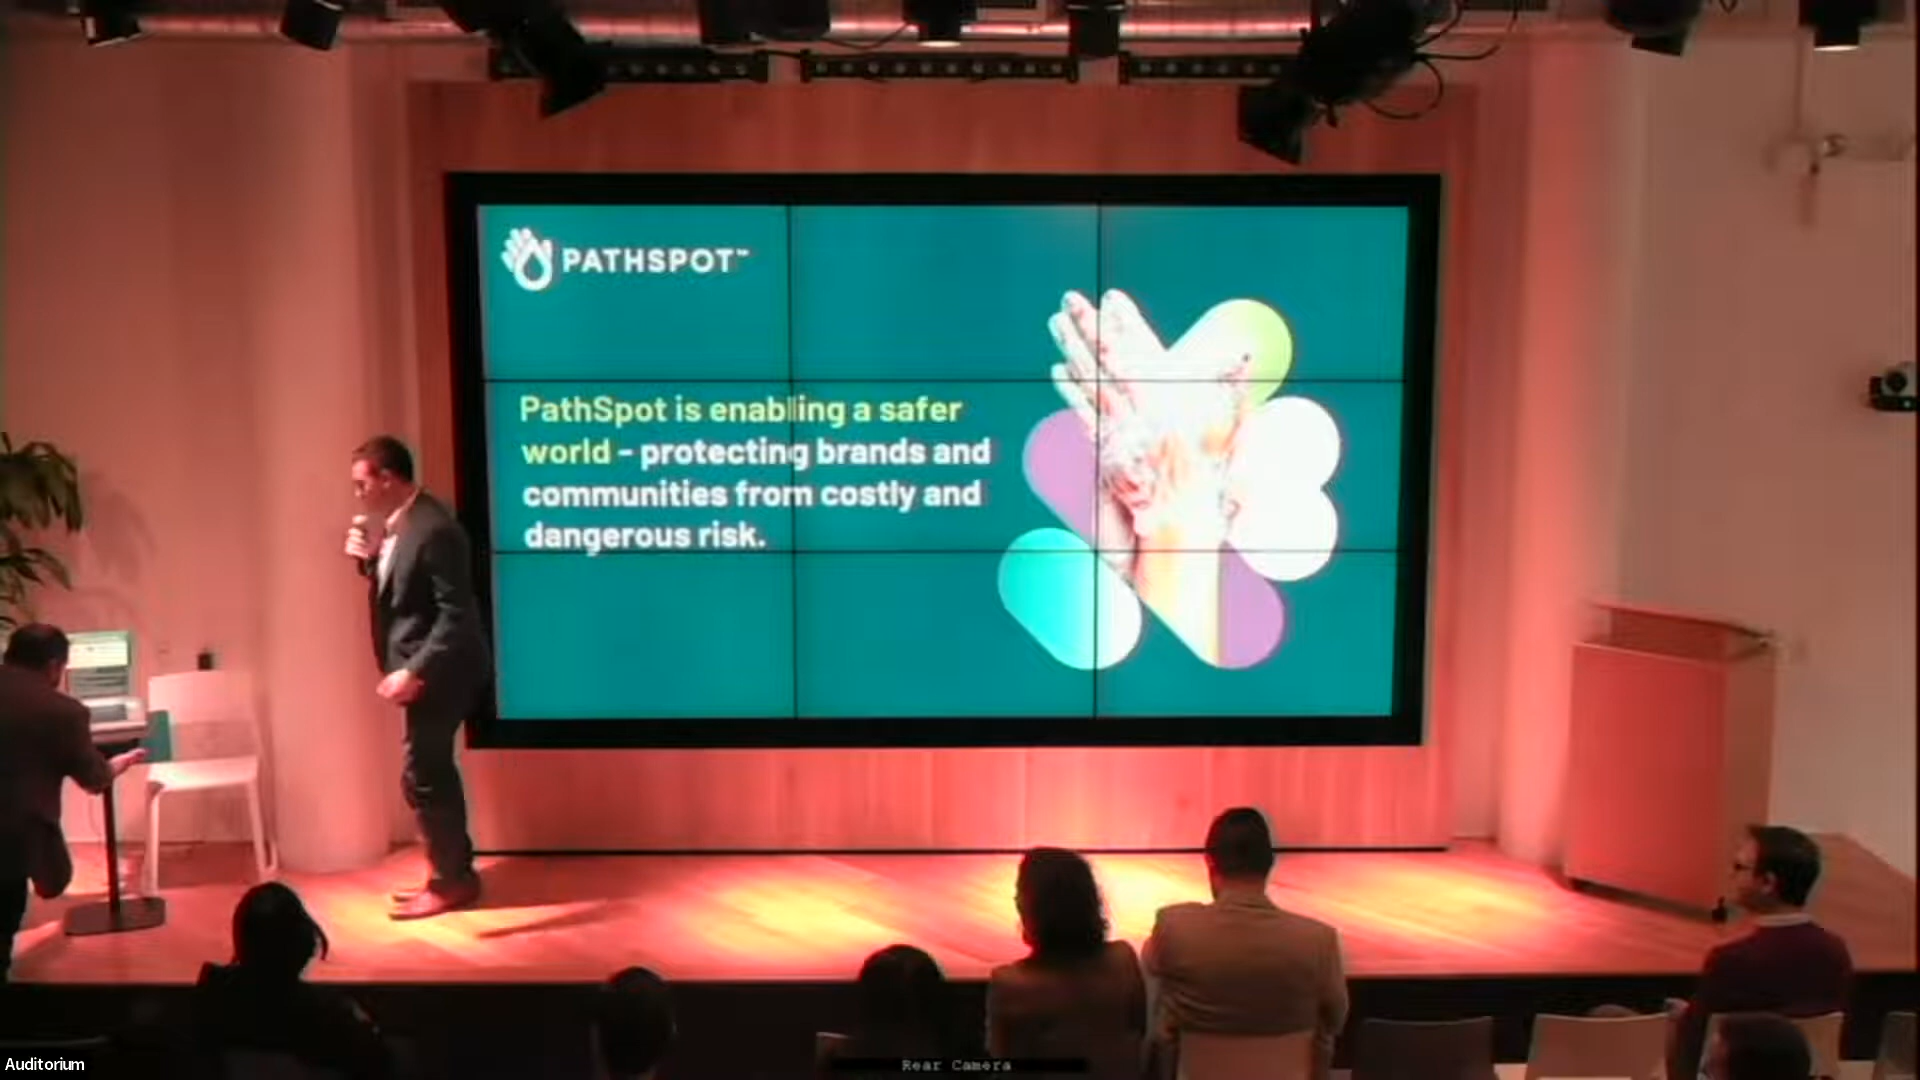 PATHSPOT™
PathSpot is enabling a safer
world – protecting brands and
communities from costly and
dangerous risk.
Auditorium
Rear Camera